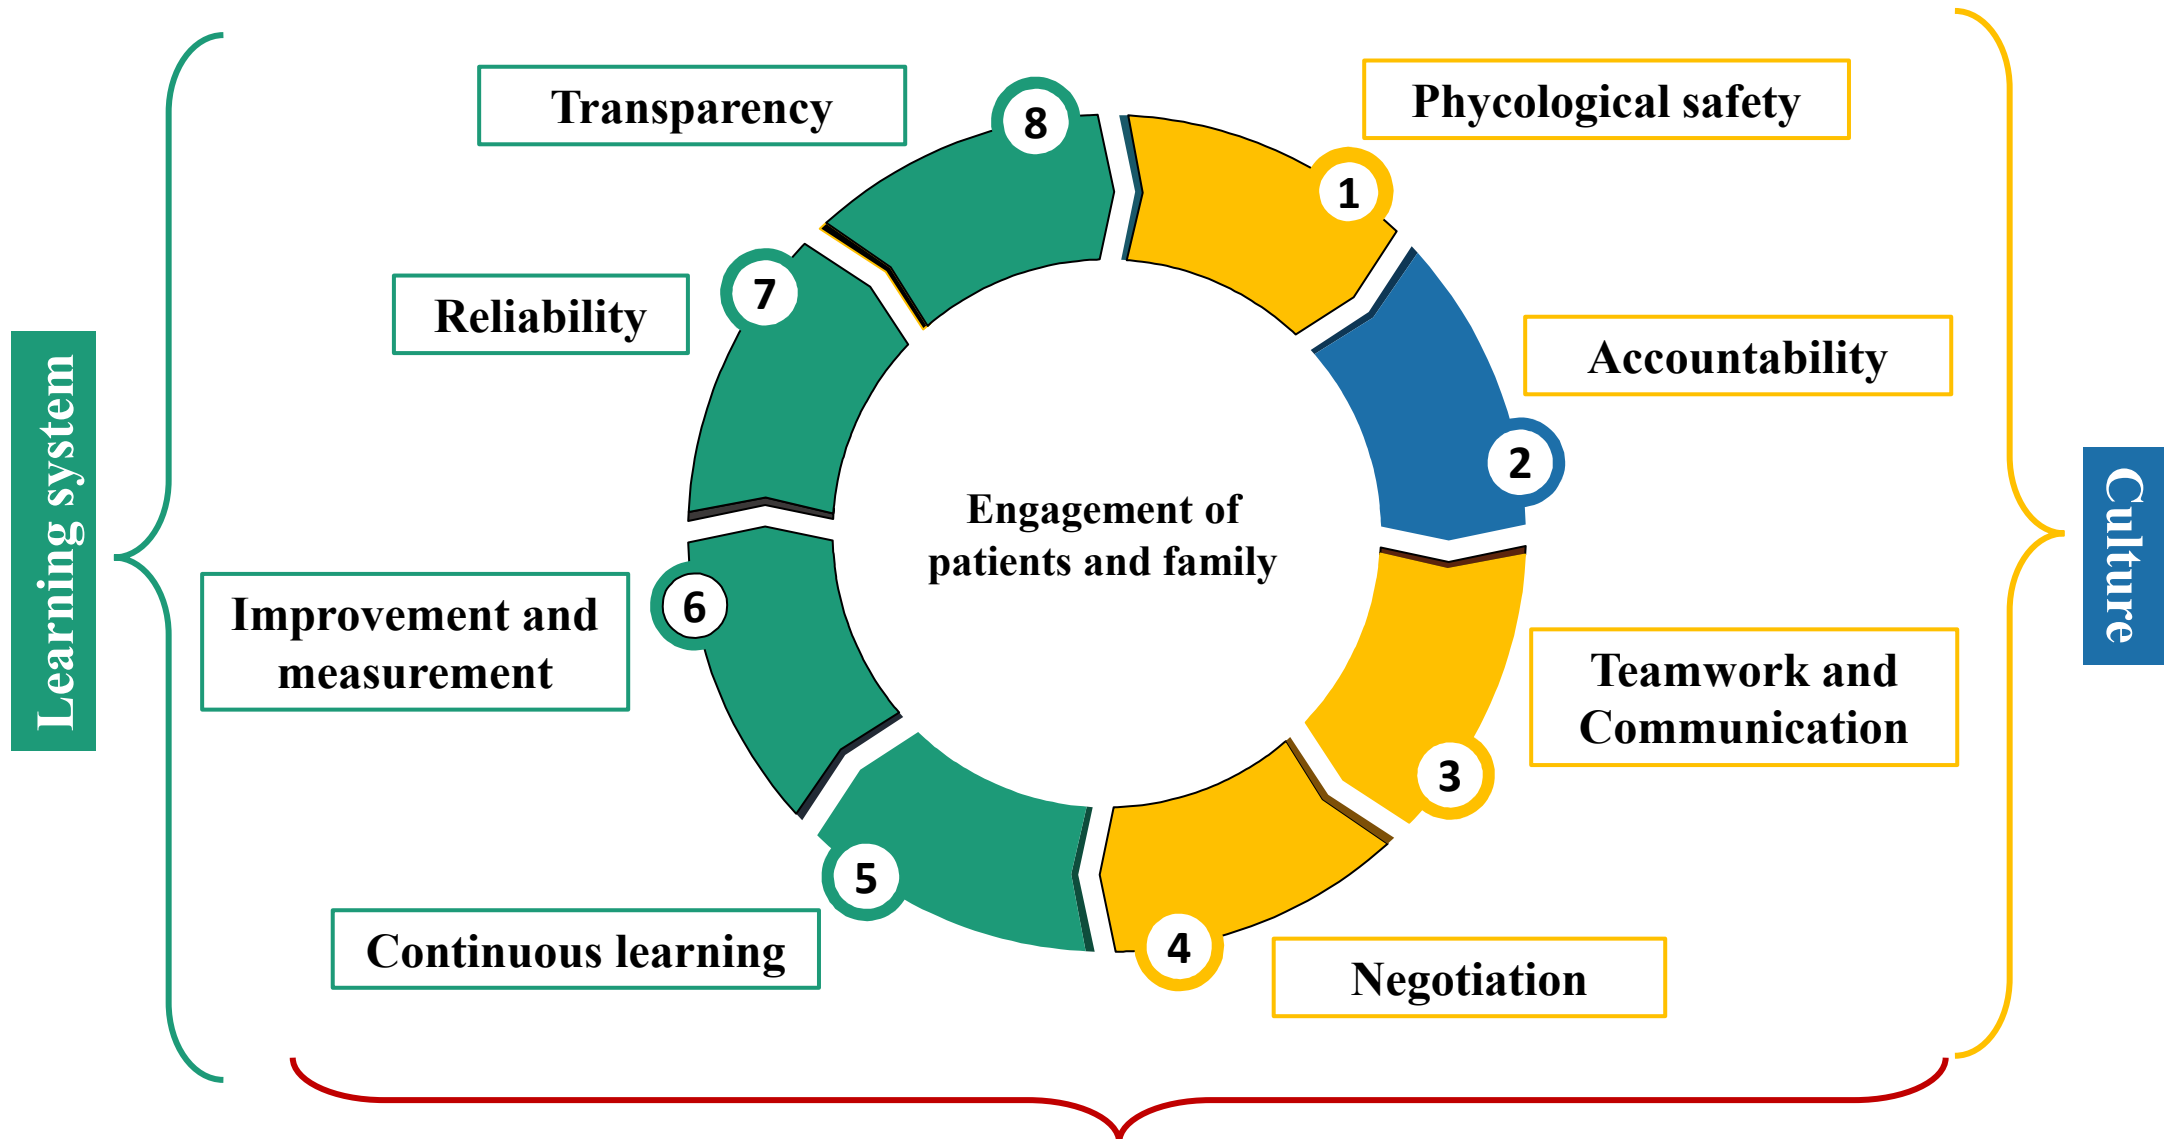 Transparency
8
Phycological safety
1
7
Reliability
Accountability
2
Learning system
Culture
Engagement of
patients and family
6
Improvement and
measurement
Teamwork and
Communication
3
5
Continuous learning
4
Negotiation